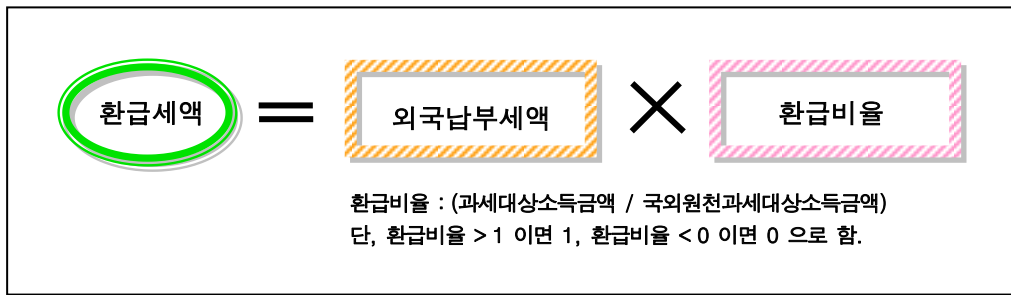 환급세액 = 외국납부세액 × 환급비율
환급비율 : (과세대상소득금액 / 국외원천과세대상소득금액)
단, 환급비율 > 1 이면 1, 환급비율 < 0 이면 0 으로 함.